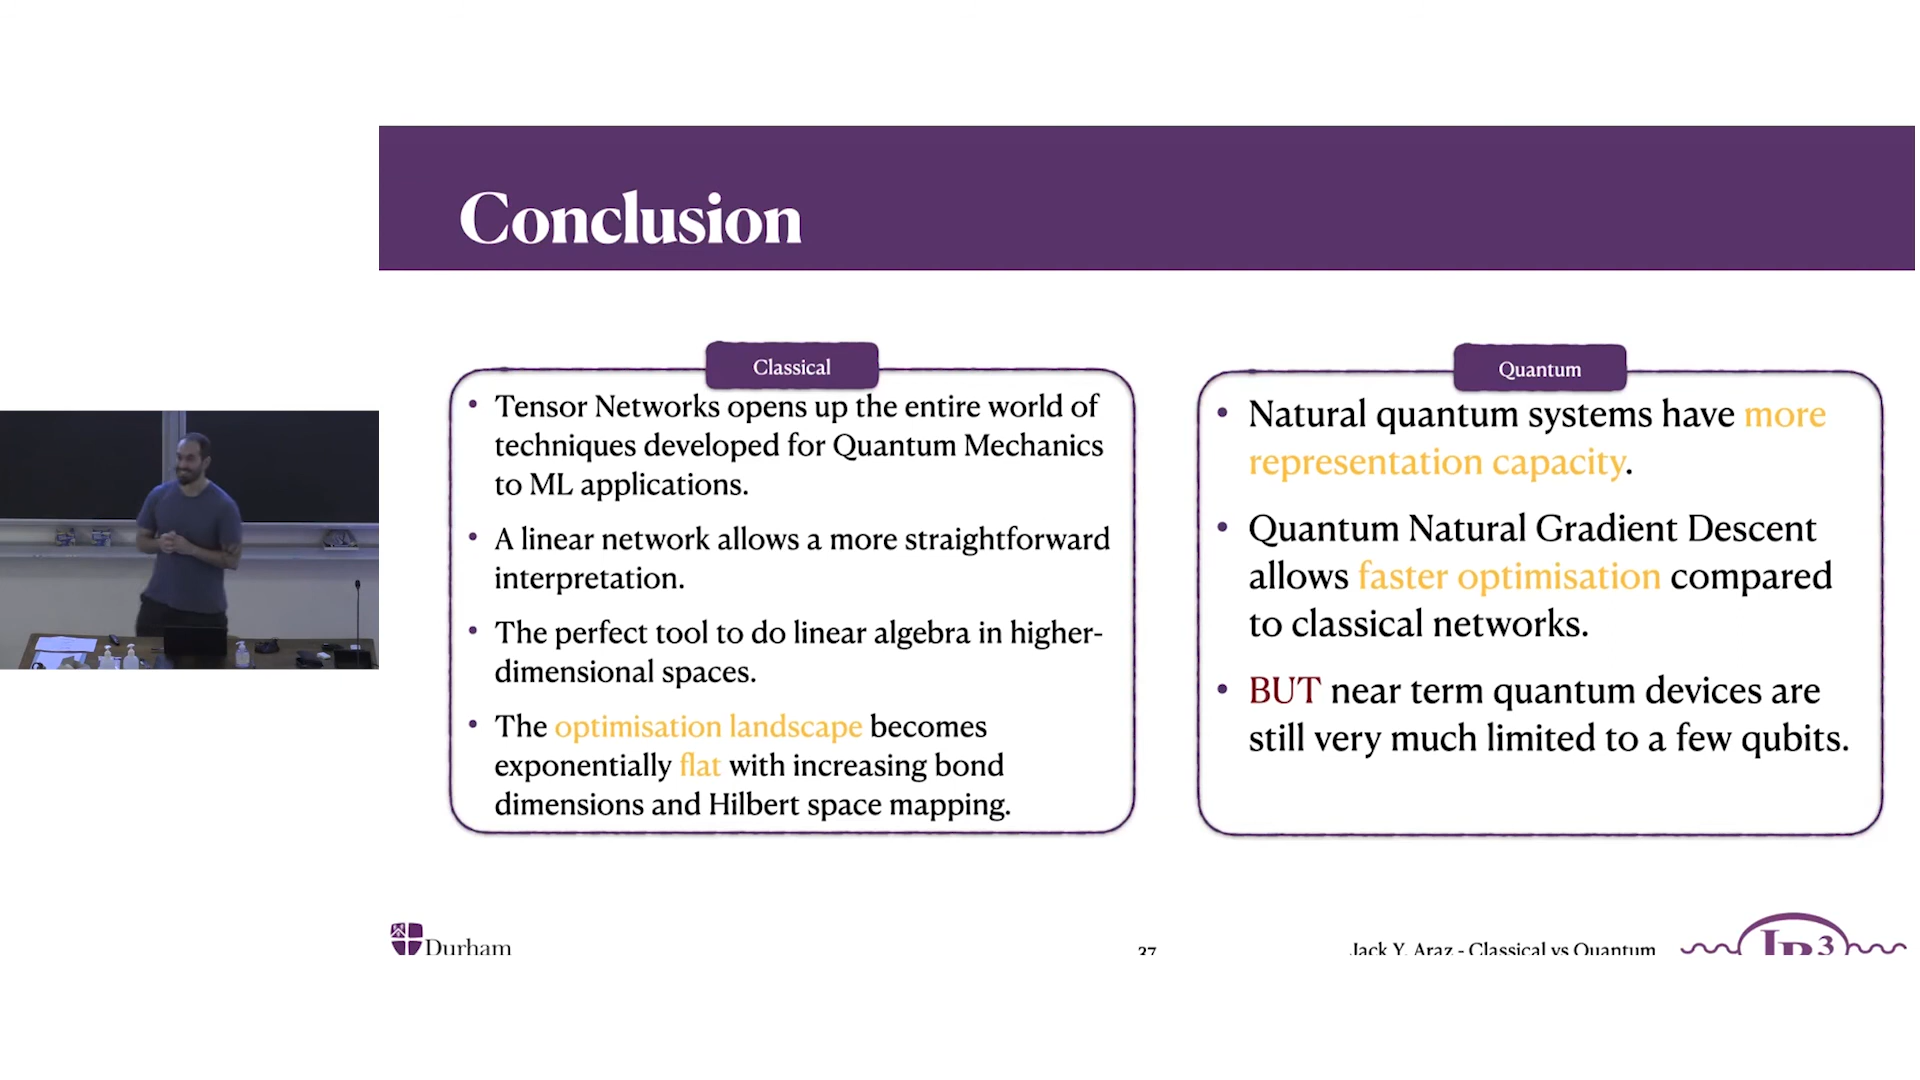 Conclusion
Classical
• Tensor Networks opens up the entire world of
techniques developed for Quantum Mechanics
to ML applications.
• A linear network allows a more straightforward
interpretation.
• The perfect tool to do linear algebra in higher-
dimensional spaces.
• The optimisation landscape becomes
exponentially flat with increasing bond
dimensions and Hilbert space mapping.
Quantum
• Natural quantum systems have more
representation capacity.
• Quantum Natural Gradient Descent
allows faster optimisation compared
to classical networks.
• BUT near term quantum devices are
still very much limited to a few qubits.
Durham
37
Jack Y. Araz - Classical vs Quantum
IP3